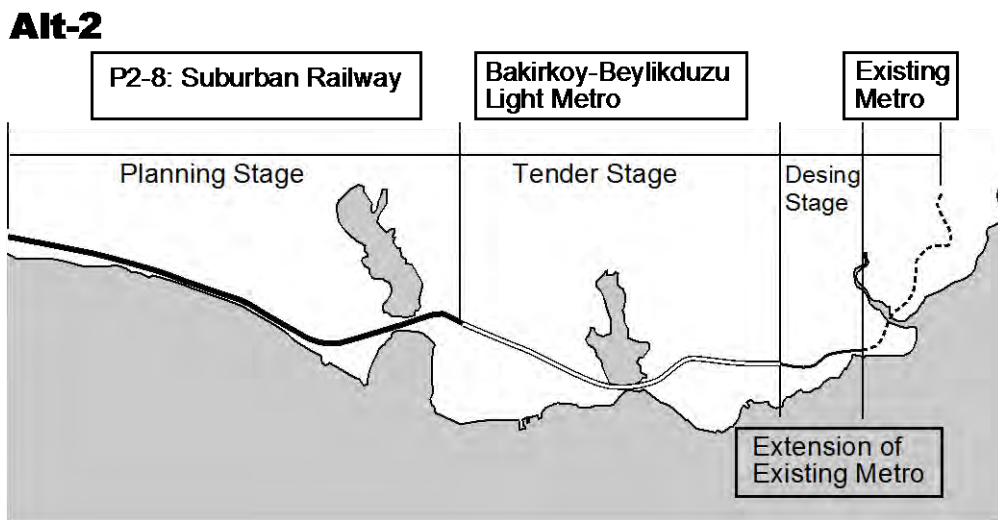 Alt-2
P2-8: Suburban Railway
Bakirkoy-Beylikduzu
Light Metro
Existing
Metro
Planning Stage
Tender Stage
Desing
Stage
Extension of
Existing Metro